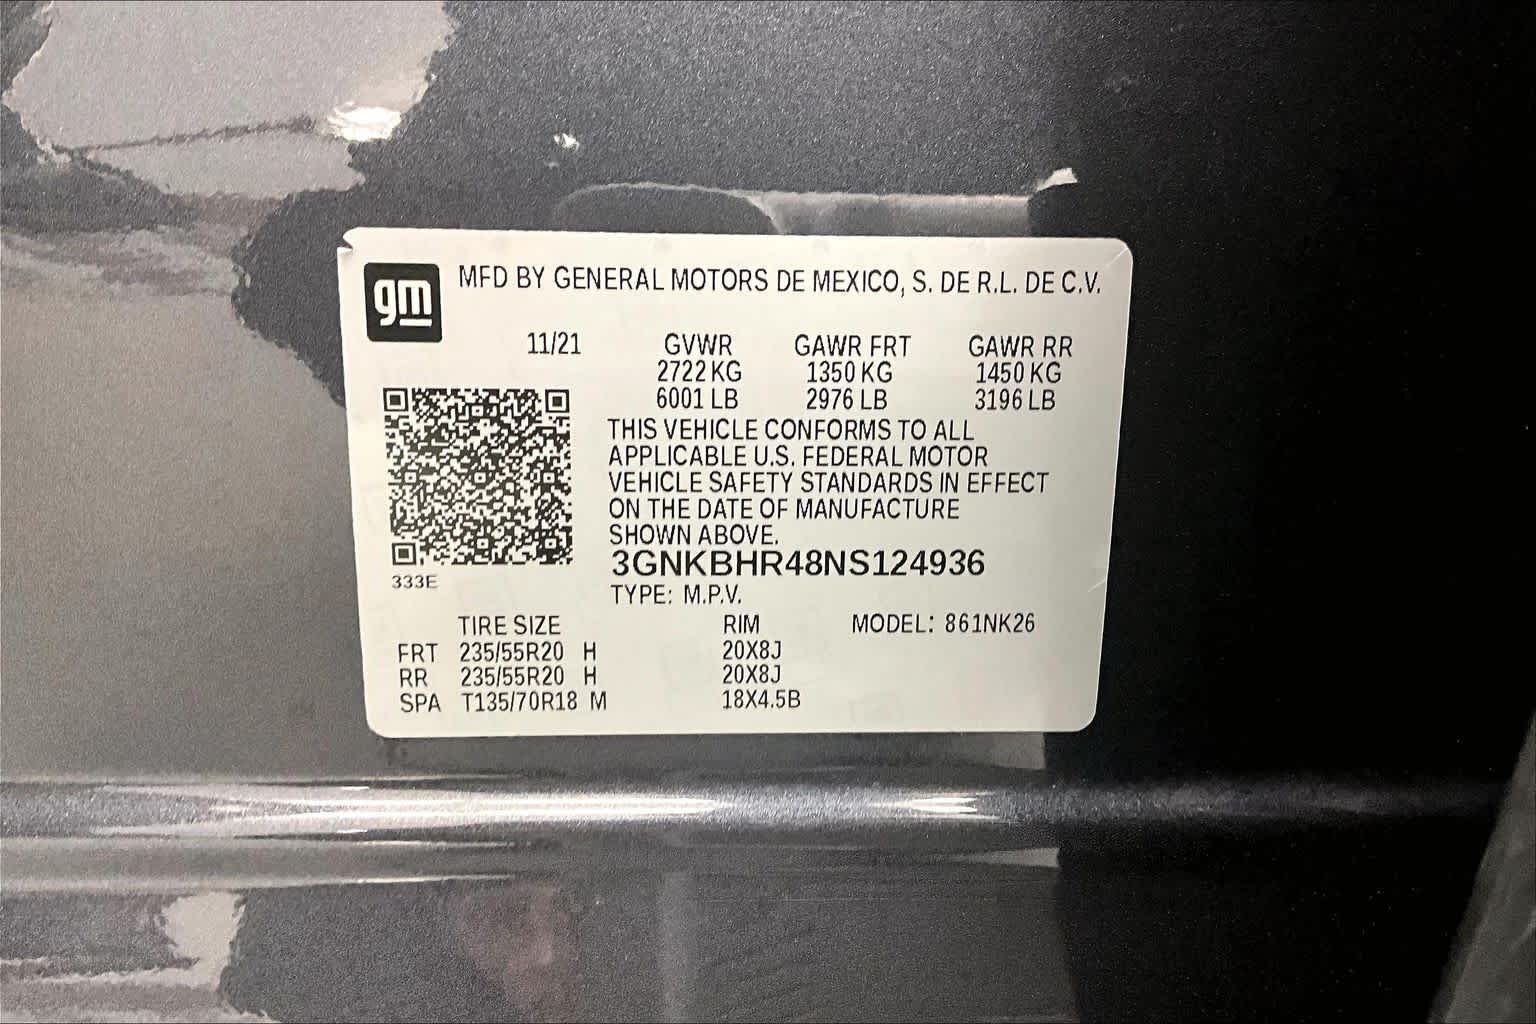 gm
MFD BY GENERAL MOTORS DE MEXICO, S. DE R.L. DE C.V.
11/21 GVWR GAWR FRT GAWR RR
2722 KG 1350 KG 1450 KG
6001 LB 2976 LB 3196 LB
THIS VEHICLE CONFORMS TO ALL
APPLICABLE U.S. FEDERAL MOTOR
VEHICLE SAFETY STANDARDS IN EFFECT
ON THE DATE OF MANUFACTURE
SHOWN ABOVE.
3GNKBHR48NS124936
333E
TYPE: M.P.V.
TIRE SIZE RIM MODEL: 861NK26
FRT 235/55R20 H 20X8J
RR 235/55R20 H 20X8J
SPA T135/70R18 M 18X4.5B